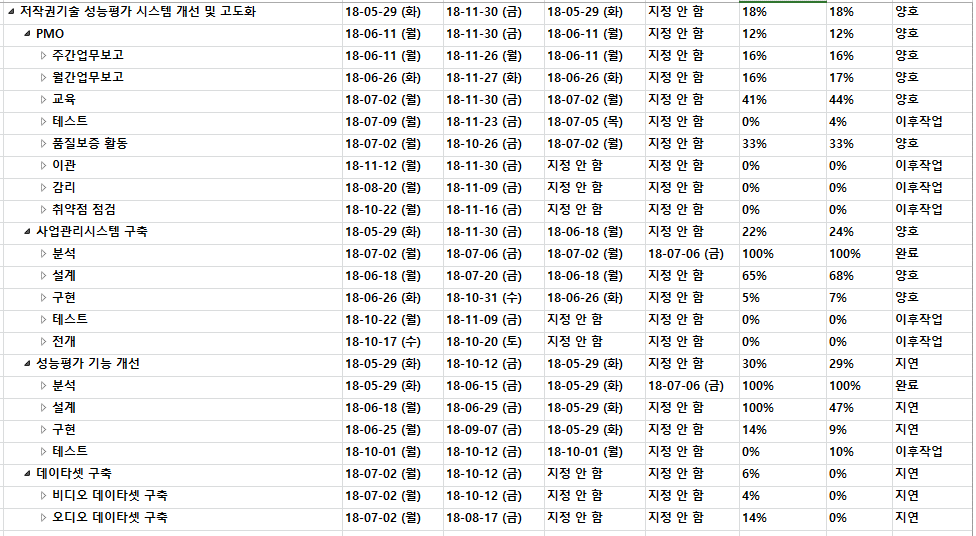 저작권기술 성능평가 시스템 개선 및 고도화 18-05-29 (화) 18-11-30 (금) 18-05-29 (화) 지정 안 함 18% 18% 양호
PMO 18-06-11 (월) 18-11-30 (금) 18-06-11 (월) 지정 안 함 12% 12% 양호
주간업무보고 18-06-11 (월) 18-11-26 (월) 18-06-11 (월) 지정 안 함 16% 16% 양호
월간업무보고 18-06-26 (화) 18-11-27 (화) 18-06-26 (화) 지정 안 함 16% 17% 양호
교육 18-07-02 (월) 18-11-30 (금) 18-07-02 (월) 지정 안 함 41% 44% 양호
테스트 18-07-09 (월) 18-11-23 (금) 18-07-05 (목) 지정 안 함 0% 4% 이후작업
품질보증 활동 18-07-02 (월) 18-10-26 (금) 18-07-02 (월) 지정 안 함 33% 33% 양호
이관 18-11-12 (월) 18-11-30 (금) 지정 안 함 지정 안 함 0% 0% 이후작업
감리 18-08-20 (월) 18-11-09 (금) 지정 안 함 지정 안 함 0% 0% 이후작업
취약점 점검 18-10-22 (월) 18-11-16 (금) 지정 안 함 지정 안 함 0% 0% 이후작업
사업관리시스템 구축 18-05-29 (화) 18-11-30 (금) 18-06-18 (월) 지정 안 함 22% 24% 양호
분석 18-07-02 (월) 18-07-06 (금) 18-07-02 (월) 18-07-06 (금) 100% 100% 완료
설계 18-06-18 (월) 18-07-20 (금) 18-06-18 (월) 지정 안 함 65% 68% 양호
구현 18-06-26 (화) 18-10-31 (수) 18-06-26 (화) 지정 안 함 5% 7% 양호
테스트 18-10-22 (월) 18-11-09 (금) 지정 안 함 지정 안 함 0% 0% 이후작업
전개 18-10-17 (수) 18-10-20 (토) 지정 안 함 지정 안 함 0% 0% 이후작업
성능평가 기능 개선 18-05-29 (화) 18-10-12 (금) 18-05-29 (화) 지정 안 함 30% 29% 지연
분석 18-05-29 (화) 18-06-15 (금) 18-05-29 (화) 18-07-06 (금) 100% 100% 완료
설계 18-06-18 (월) 18-06-29 (금) 18-05-29 (화) 지정 안 함 100% 47% 지연
구현 18-06-25 (월) 18-09-07 (금) 18-05-29 (화) 지정 안 함 14% 9% 지연
테스트 18-10-01 (월) 18-10-12 (금) 18-10-01 (월) 지정 안 함 0% 10% 이후작업
데이타셋 구축 18-07-02 (월) 18-10-12 (금) 지정 안 함 지정 안 함 6% 0% 지연
비디오 데이타셋 구축 18-07-02 (월) 18-10-12 (금) 지정 안 함 지정 안 함 4% 0% 지연
오디오 데이타셋 구축 18-07-02 (월) 18-08-17 (금) 지정 안 함 지정 안 함 14% 0% 지연